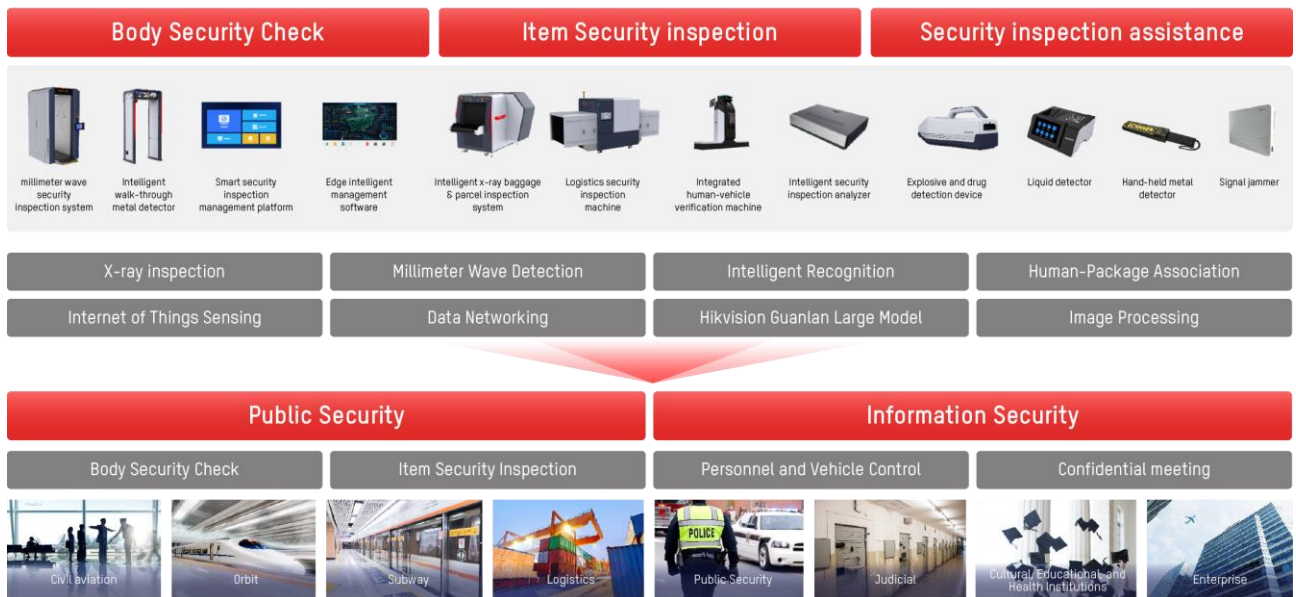 Body Security Check
Item Security inspection
Security inspection assistance
millimeter wave
security
inspection system
Intelligent
walk-through
metal detector
Smart security
inspection
management platform
Edge intelligent
management
software
Intelligent x-ray baggage
& parcel inspection
system
Logistics security
inspection
machine
Integrated
human-vehicle
verification machine
Intelligent security
inspection analyzer
Explosive and drug
detection device
Liquid detector
Hand-held metal
detector
Signal jammer
X-ray inspection
Millimeter Wave Detection
Intelligent Recognition
Human-Package Association
Internet of Things Sensing
Data Networking
Hikvision Guanlan Large Model
Image Processing
Public Security
Information Security
Body Security Check
Item Security Inspection
Personnel and Vehicle Control
Confidential meeting
Civil aviation
Orbit
Subway
Logistics
POLICE
Public Security
Judicial
Cultural, Educational, and
Health Institutions
Enterprise